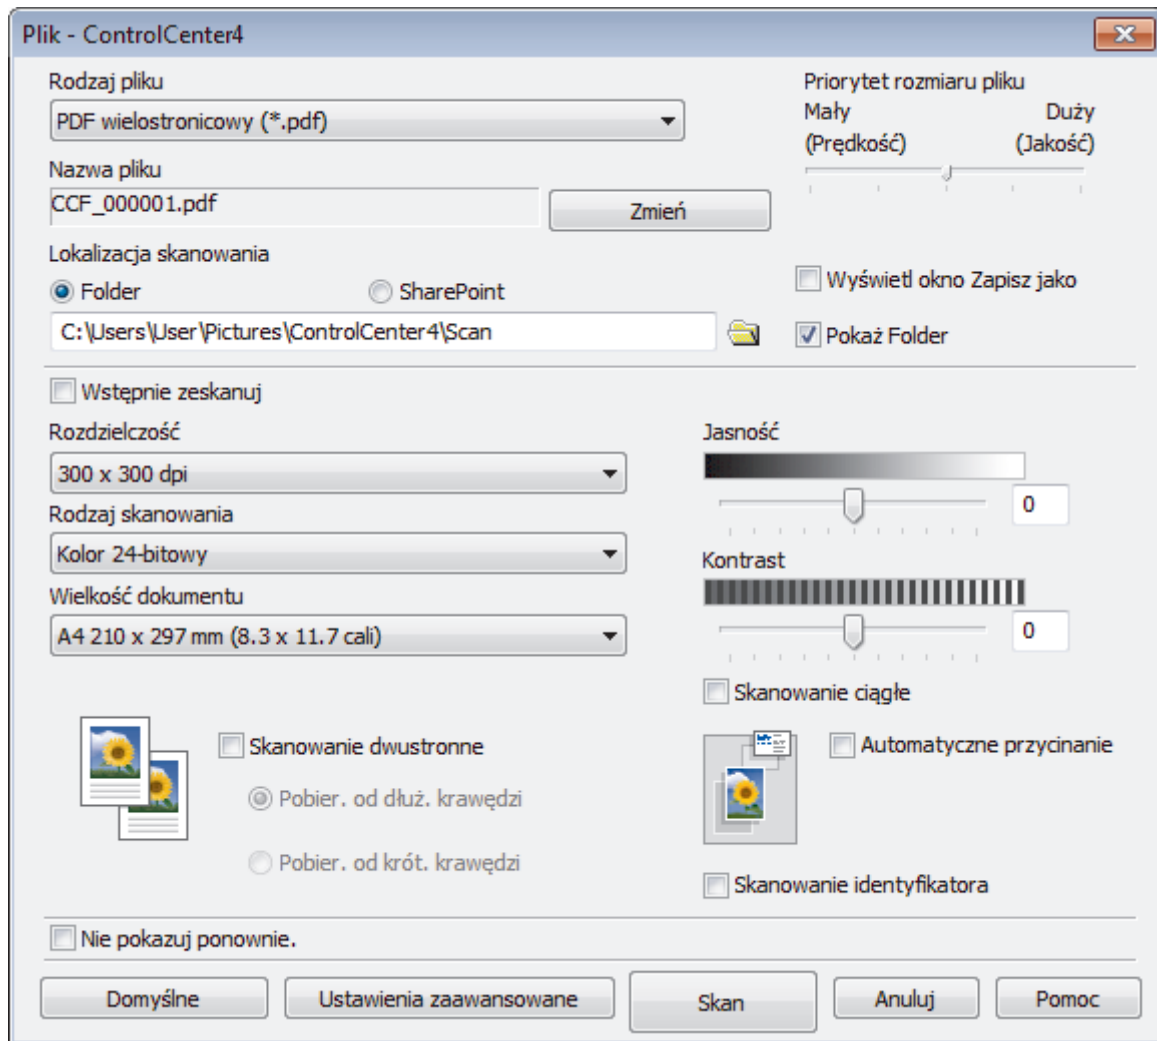 Plik - ControlCenter4
Rodzaj pliku
PDF wielostronicowy (*.pdf)
Priorytet rozmiaru pliku
Mały Duży
(Prędkość) (Jakość)
Nazwa pliku
CCF_000001.pdf
Zmień
Lokalizacja skanowania
Folder SharePoint
Wyświetl okno Zapisz jako
C:\Users\User\Pictures\ControlCenter4\Scan
Pokaż Folder
Wstępnie zeskanuj
Rozdzielczość
300 x 300 dpi
Rodzaj skanowania
Kolor 24-bitowy
Wielkość dokumentu
A4 210 x 297 mm (8.3 x 11.7 cali)
Jasność
0
Kontrast
0
Skanowanie ciągłe
Skanowanie dwustronne
Pobier. od dłuż. krawędzi
Pobier. od krót. krawędzi
Automatyczne przycinanie
Skanowanie identyfikatora
Nie pokazuj ponownie.
Domyślne Ustawienia zaawansowane Skan Anuluj Pomoc